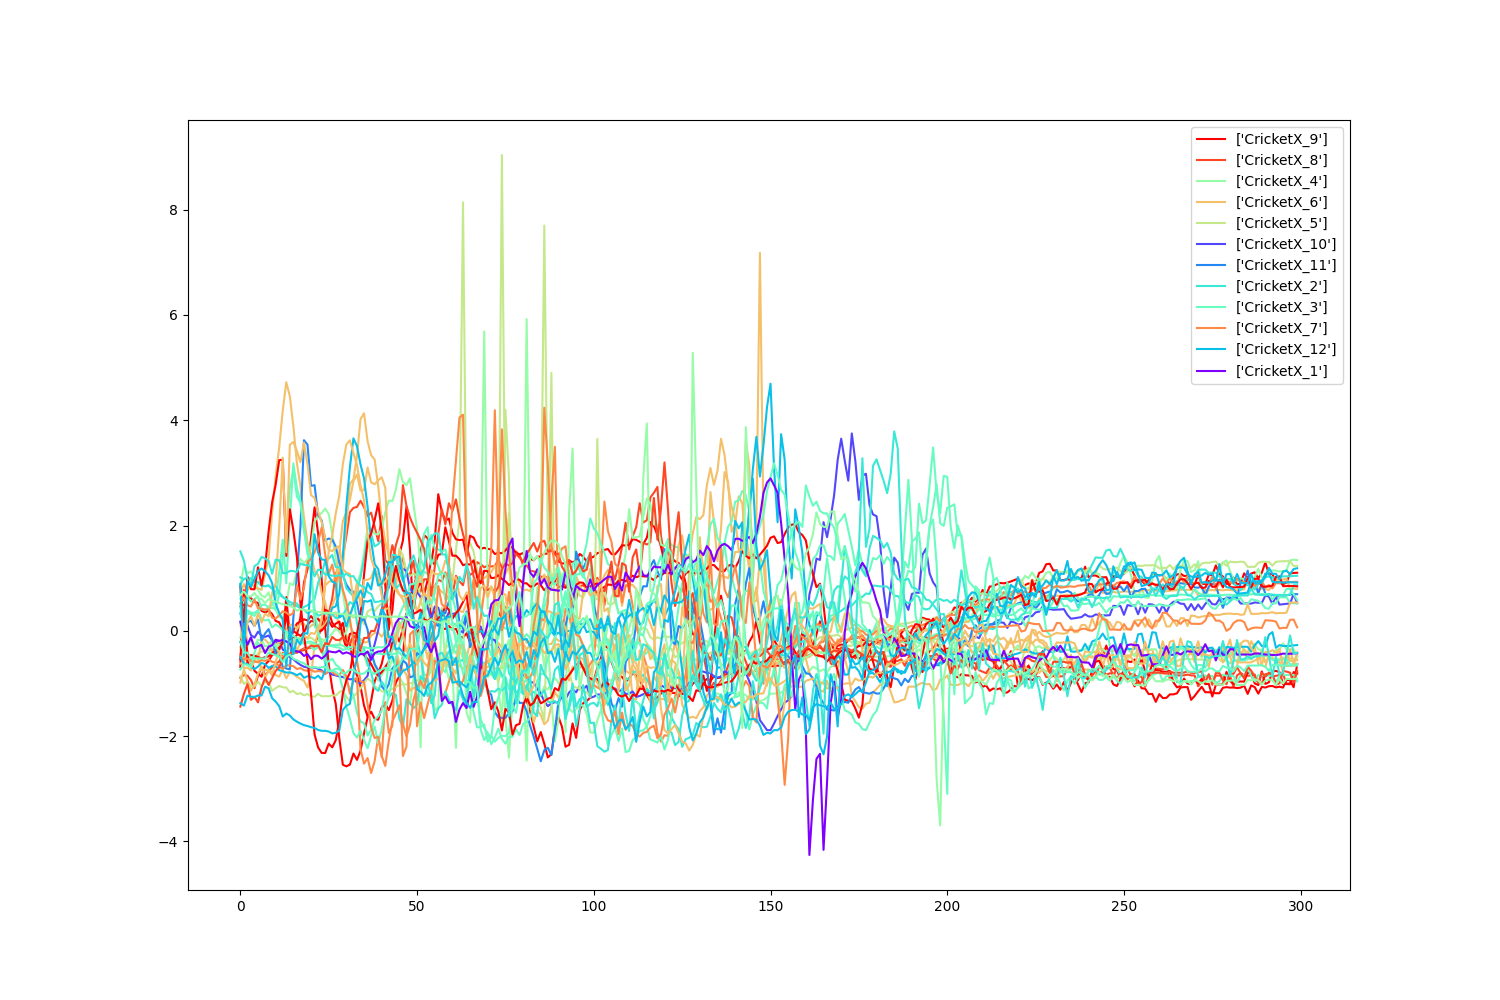 ['CricketX_9']
['CricketX_8']
['CricketX_4']
['CricketX_6']
['CricketX_5']
['CricketX_10']
['CricketX_11']
['CricketX_2']
['CricketX_3']
['CricketX_7']
['CricketX_12']
['CricketX_1']
8
6
4
2
0
−2
−4
0 50 100 150 200 250 300